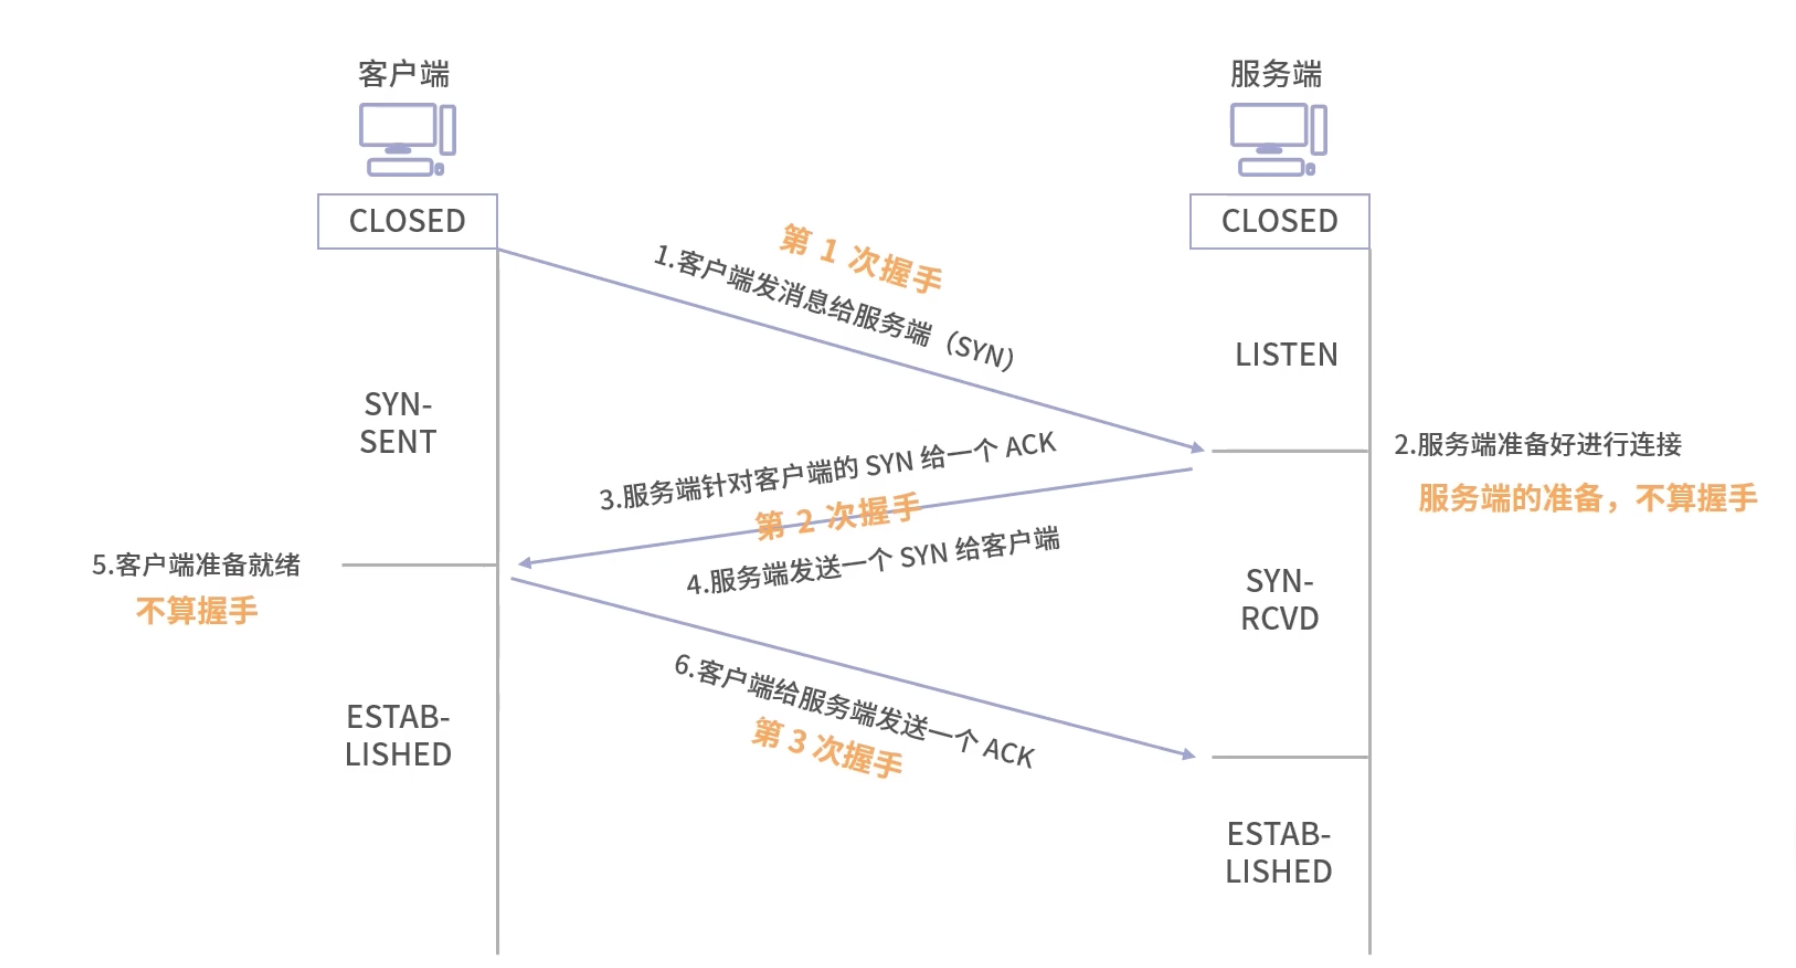 客户端
服务端
CLOSED
CLOSED
第 1 次握手
1.客户端发消息给服务端（SYN）
LISTEN
SYN-
SENT
2.服务端准备好进行连接
服务端的准备，不算握手
3.服务端针对客户端的 SYN 给一个 ACK
第 2 次握手
4.服务端发送一个 SYN 给客户端
5.客户端准备就绪
不算握手
SYN-
RCVD
6.客户端给服务端发送一个 ACK
第 3 次握手
ESTAB-
LISHED
ESTAB-
LISHED